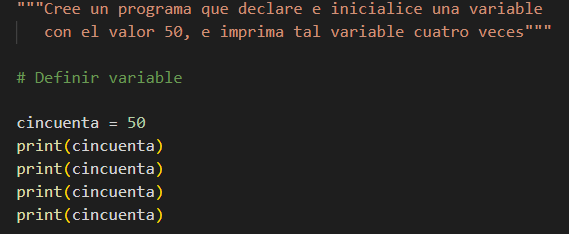 """Cree un programa que declare e inicialice una variable
con el valor 50, e imprima tal variable cuatro veces"""
# Definir variable
cincuenta = 50
print(cincuenta)
print(cincuenta)
print(cincuenta)
print(cincuenta)